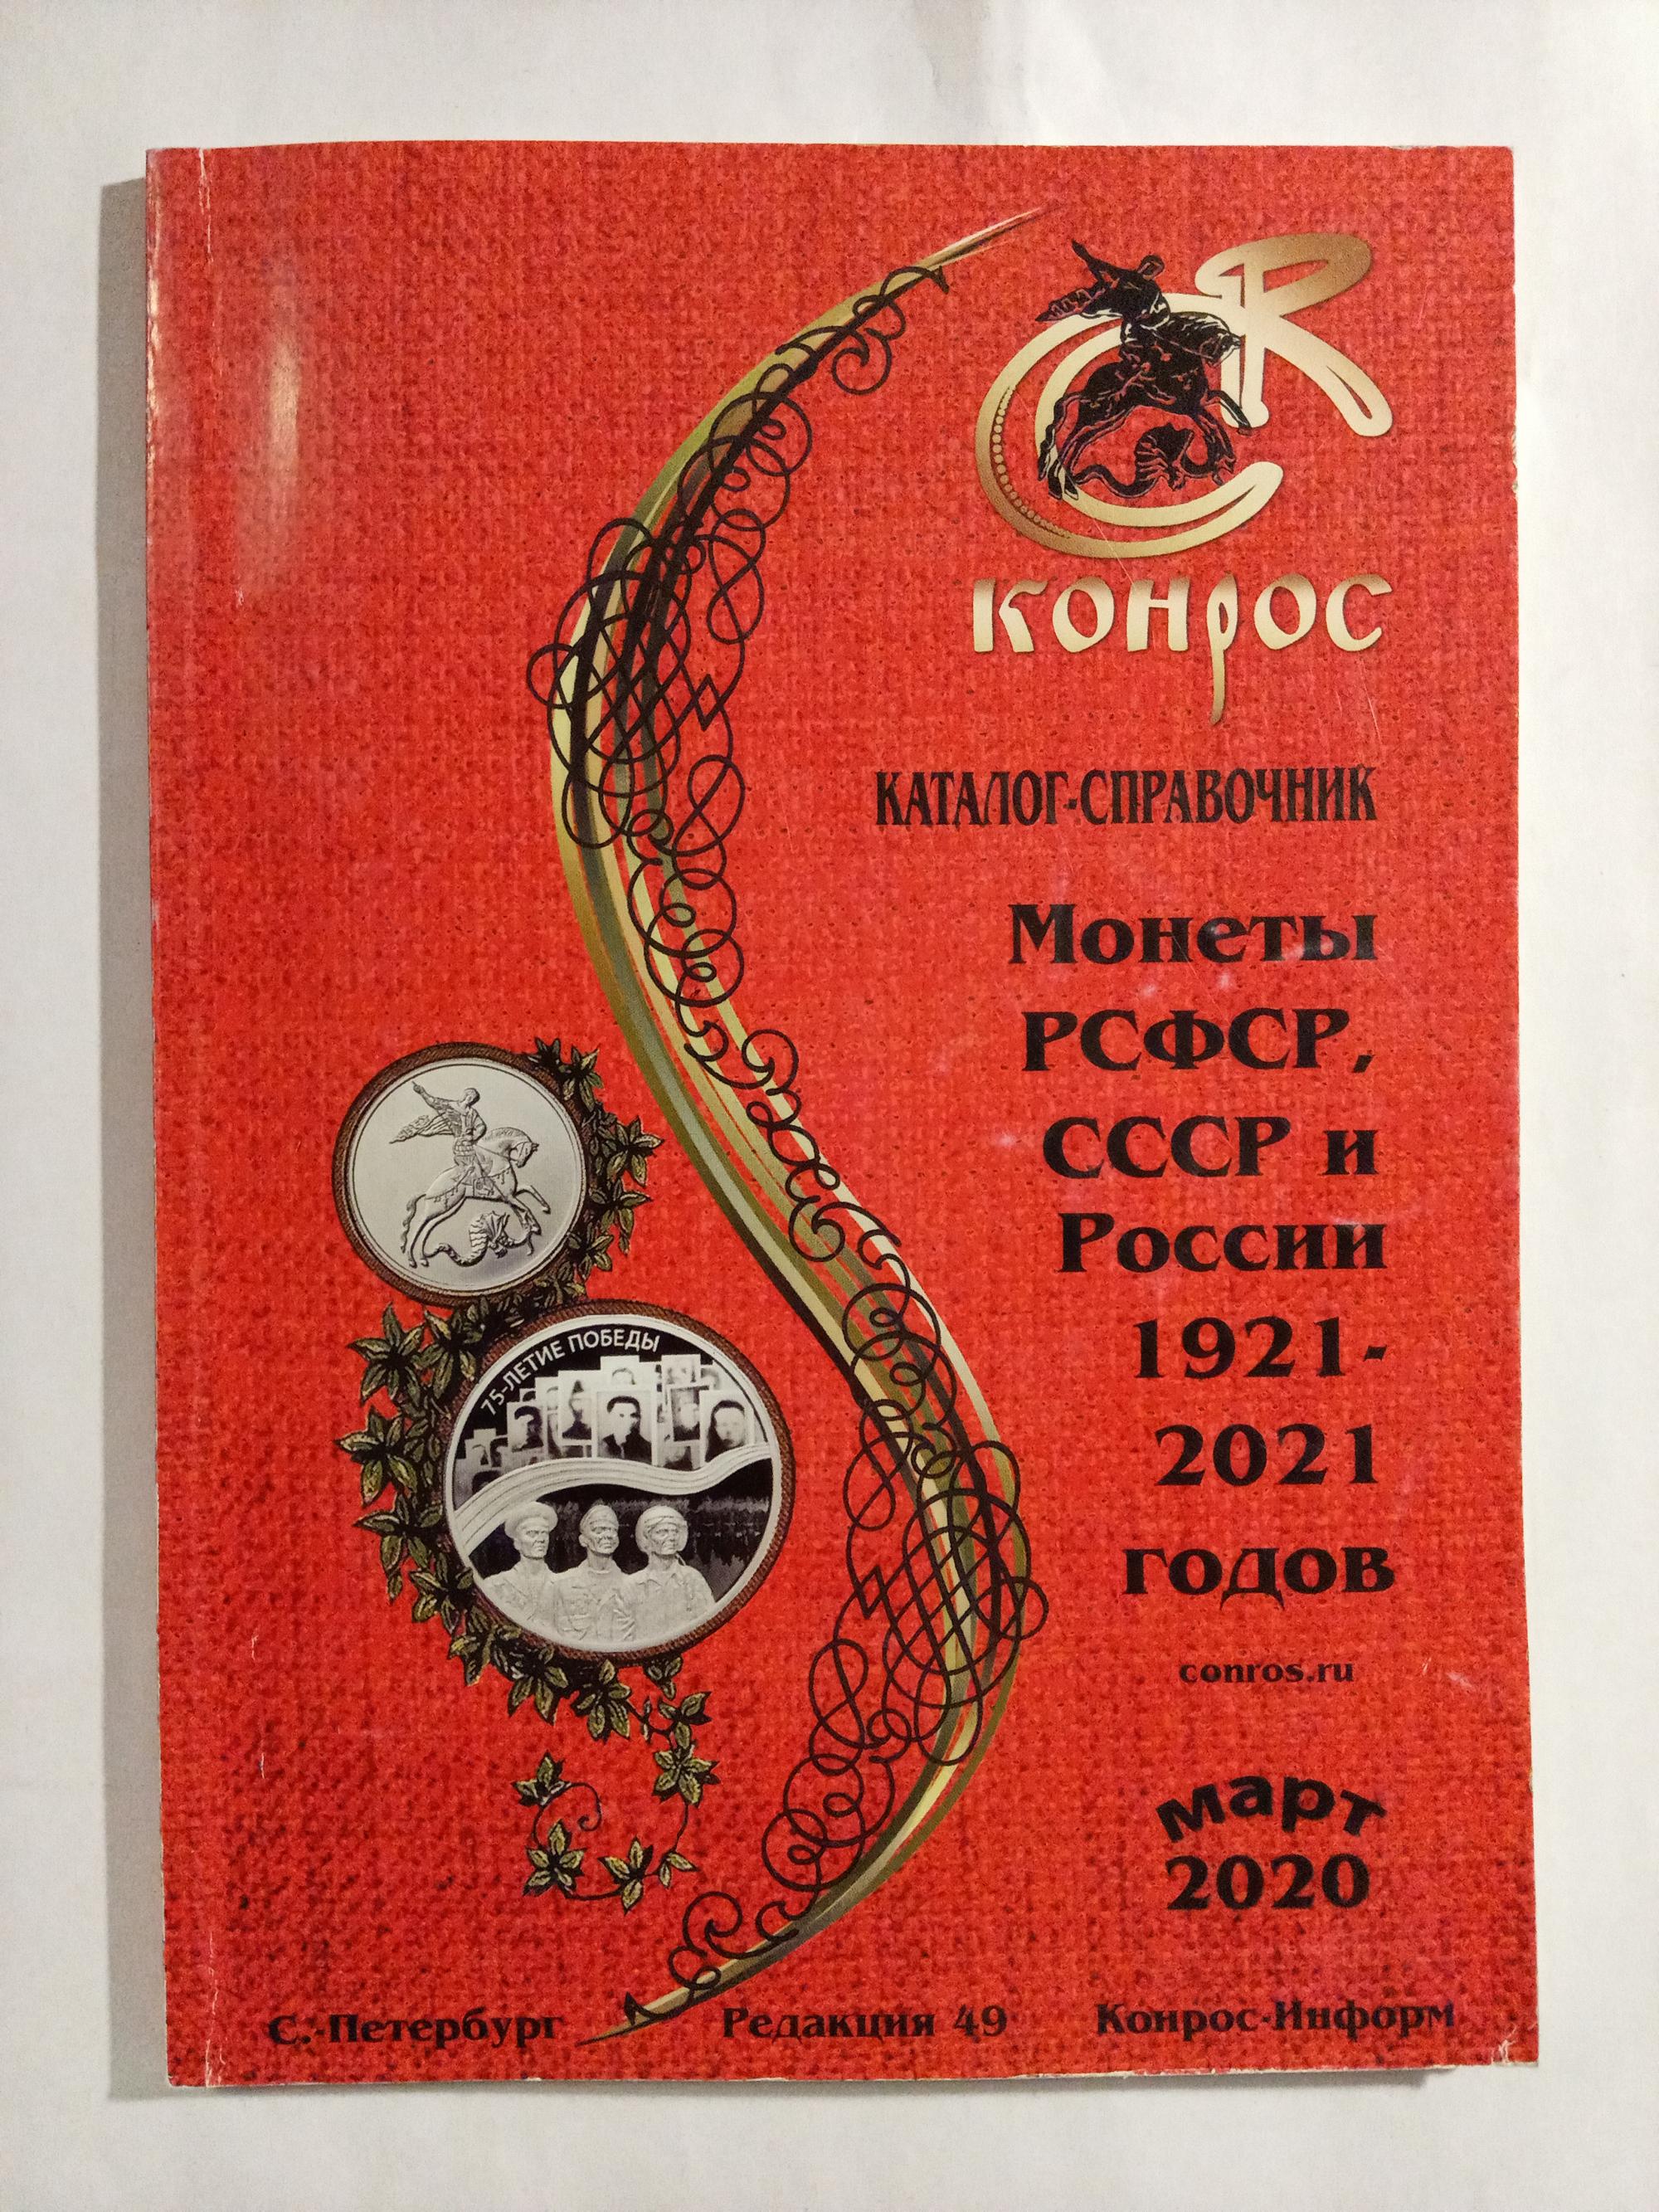 CR
конрос
КАТАЛОГ-СПРАВОЧНИК
Монеты
РСФСР,
СССР и
России
1921-
2021
годов
conros.ru
март
2020
75-ЛЕТИЕ ПОБЕДЫ
С.-Петербург Редакция 49 Конрос-Информ